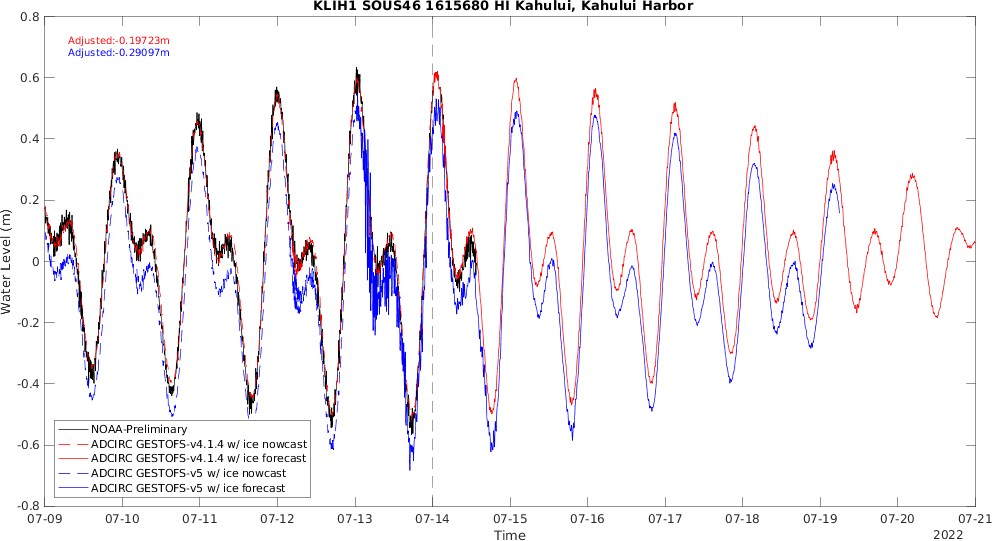 KLIH1 SOUS46 1615680 HI Kahului, Kahului Harbor
Adjusted:-0.19723m
Adjusted:-0.29097m
Water Level (m)
0.8
0.6
0.4
0.2
0
-0.2
-0.4
-0.6
-0.8
NOAA-Preliminary
ADCIRC GESTOFS-v4.1.4 w/ ice nowcast
ADCIRC GESTOFS-v4.1.4 w/ ice forecast
ADCIRC GESTOFS-v5 w/ ice nowcast
ADCIRC GESTOFS-v5 w/ ice forecast
07-09 07-10 07-11 07-12 07-13 07-14 07-15 07-16 07-17 07-18 07-19 07-20 07-21
Time
2022